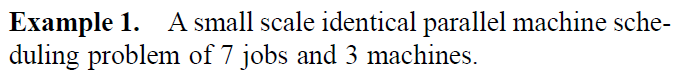 Example 1. A small scale identical parallel machine sche-
duling problem of 7 jobs and 3 machines.